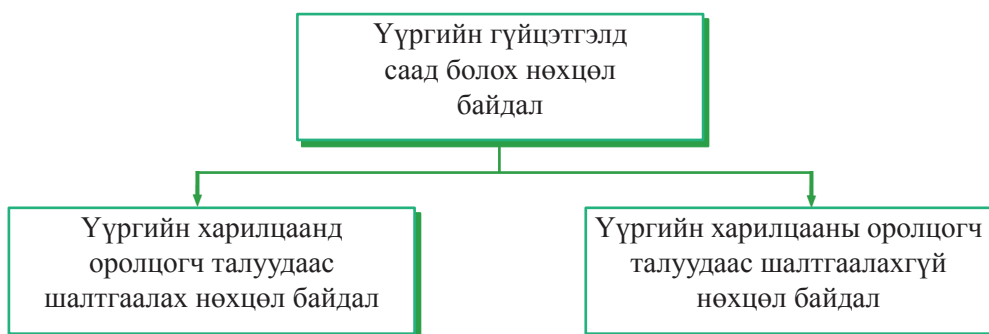 Үүргийн гүйцэтгэлд
саад болох нөхцөл
байдал
Үүргийн харилцаанд
оролцогч талуудаас
шалтгаалах нөхцөл байдал
Үүргийн харилцааны оролцогч
талуудаас шалтгаалахгүй
нөхцөл байдал